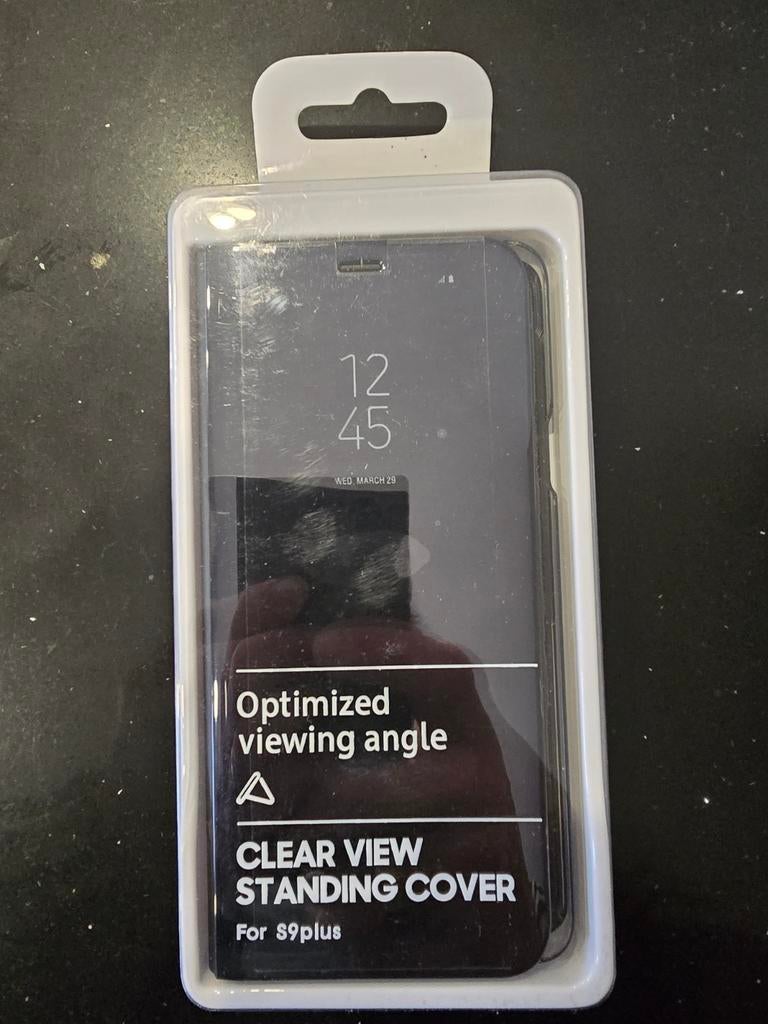 12
45
WED, MARCH 29
Optimized
viewing angle
CLEAR VIEW
STANDING COVER
For S9plus